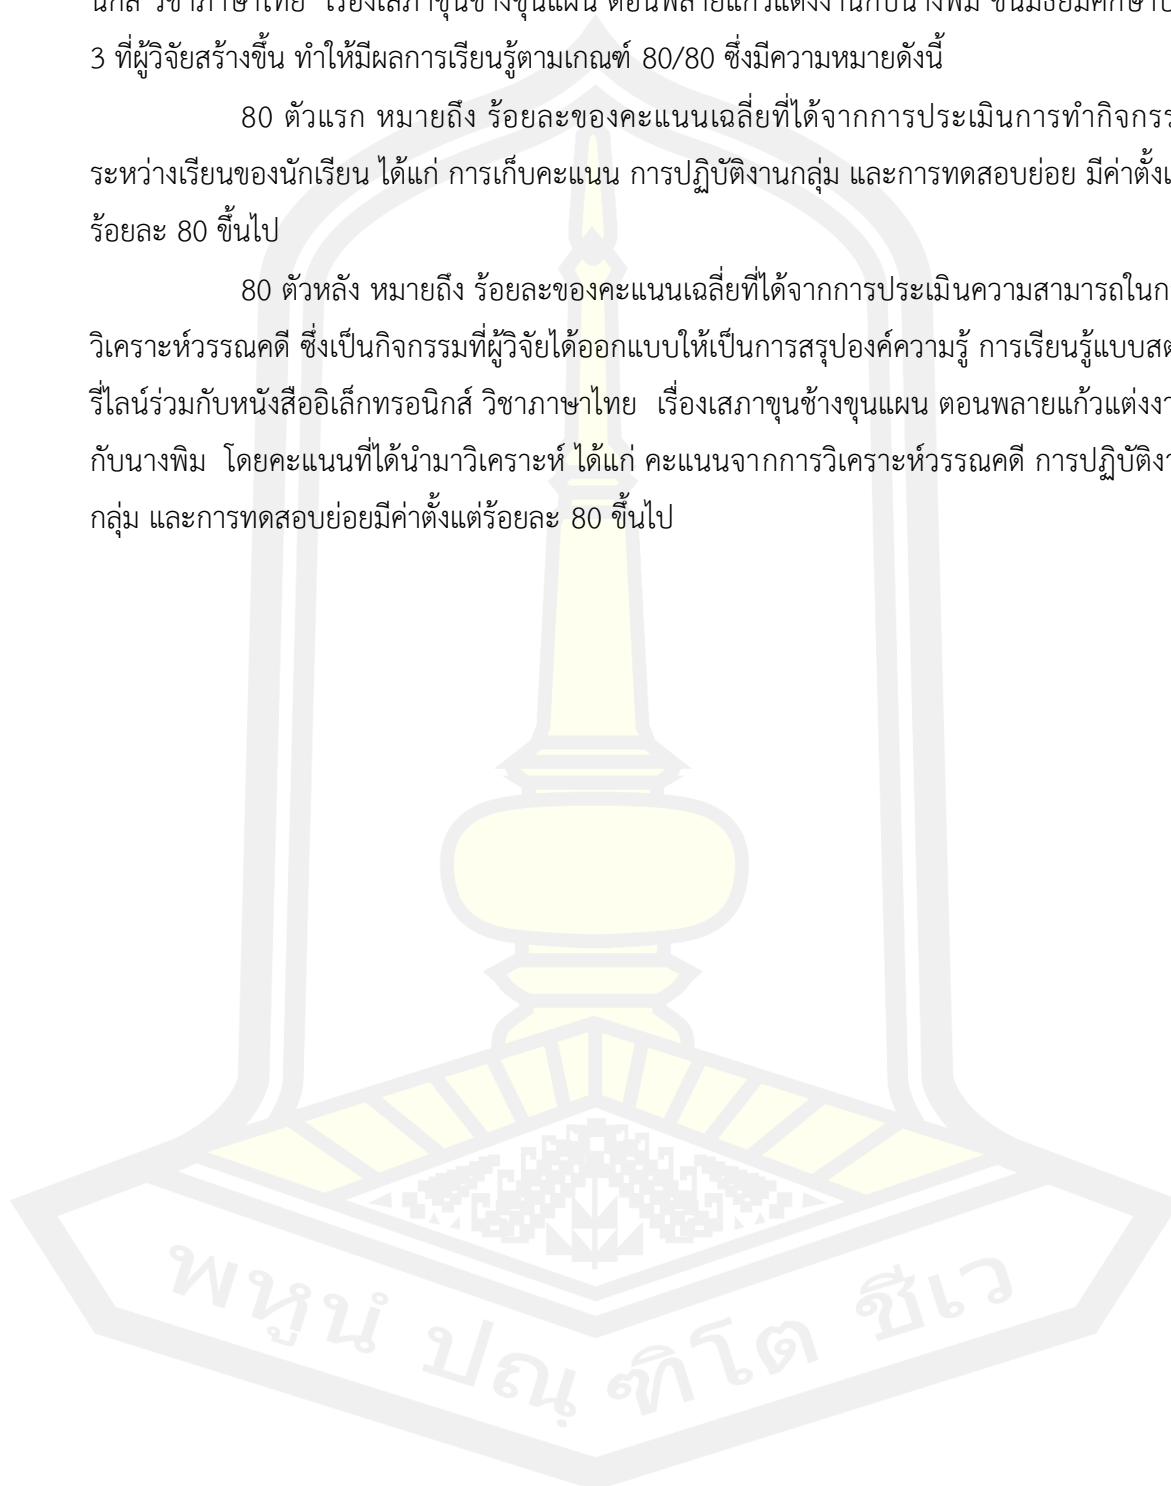 3 ที่ผู้วิจัยสร้างขึ้น ทำให้มีผลการเรียนรู้ตามเกณฑ์ 80/80 ซึ่งมีความหมายดังนี้
80 ตัวแรก หมายถึง ร้อยละของคะแนนเฉลี่ยที่ได้จากการประเมินการทำกิจกรร
ระหว่างเรียนของนักเรียน ได้แก่ การเก็บคะแนน การปฏิบัติงานกลุ่ม และการทดสอบย่อย มีค่าตั้งแ
ร้อยละ 80 ขึ้นไป
80 ตัวหลัง หมายถึง ร้อยละของคะแนนเฉลี่ยที่ได้จากการประเมินความสามารถในก
วิเคราะห์วรรณคดี ซึ่งเป็นกิจกรรมที่ผู้วิจัยได้ออกแบบให้เป็นการสรุปองค์ความรู้ การเรียนรู้แบบสต
รี่ไลน์ร่วมกับหนังสืออิเล็กทรอนิกส์ วิชาภาษาไทย เรื่องเสภาขุนช้างขุนแผน ตอนพลายแก้วแต่งงา
กับนางพิม โดยคะแนนที่ได้นำมาวิเคราะห์ ได้แก่ คะแนนจากการวิเคราะห์วรรณคดี การปฏิบัติงา
กลุ่ม และการทดสอบย่อยมีค่าตั้งแต่ร้อยละ 80 ขึ้นไป
พหูนํ ปณฺฑิโต ชีเว